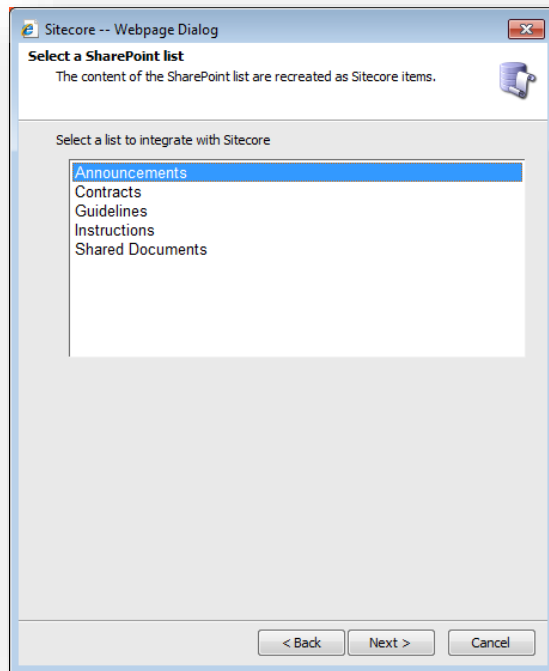 Sitecore -- Webpage Dialog
Select a SharePoint list
The content of the SharePoint list are recreated as Sitecore items.
Select a list to integrate with Sitecore
Announcements
Contracts
Guidelines
Instructions
Shared Documents
< Back Next > Cancel